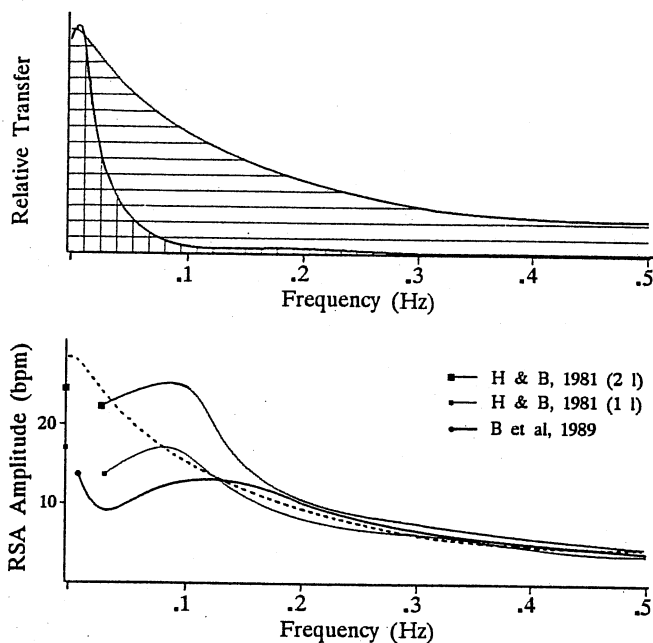 Relative Transfer
.1 .2 .3 .4 .5
Frequency (Hz)
RSA Amplitude (bpm)
20
10
H & B, 1981 (2 l)
H & B, 1981 (1 l)
B et al, 1989
.1 .2 .3 .4 .5
Frequency (Hz)